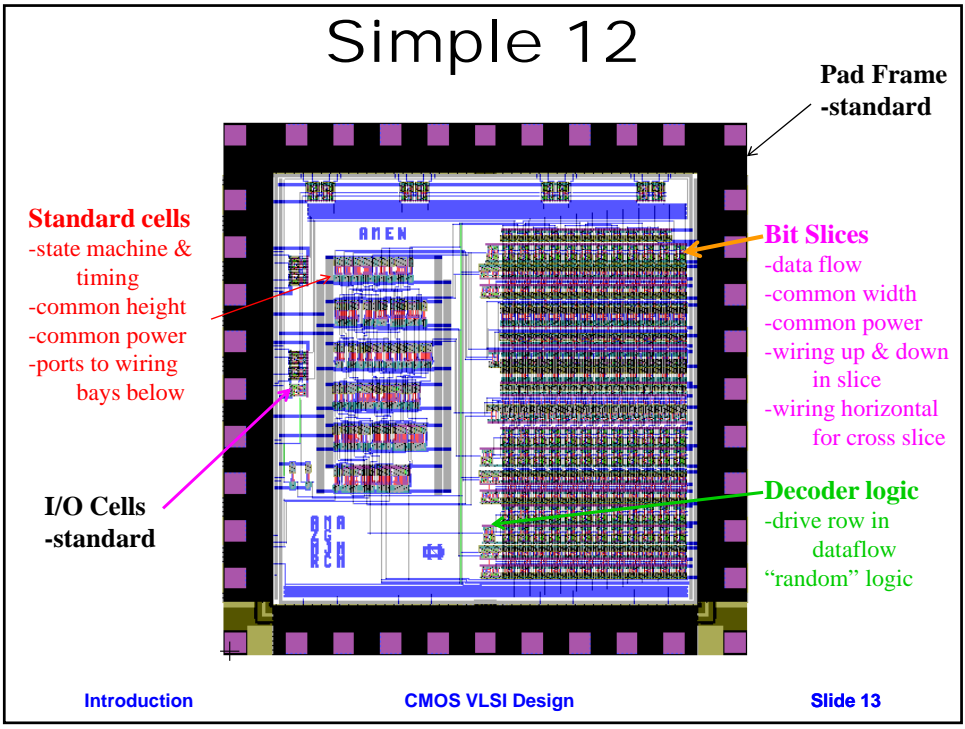 Simple 12
Pad Frame
-standard
Standard cells
-state machine &
timing
-common height
-common power
-ports to wiring
bays below
AMEN
Bit Slices
-data flow
-common width
-common power
-wiring up & down
in slice
-wiring horizontal
for cross slice
I/O Cells
-standard
Decoder logic
-drive row in
dataflow
“random” logic
Introduction
CMOS VLSI Design
Slide 13